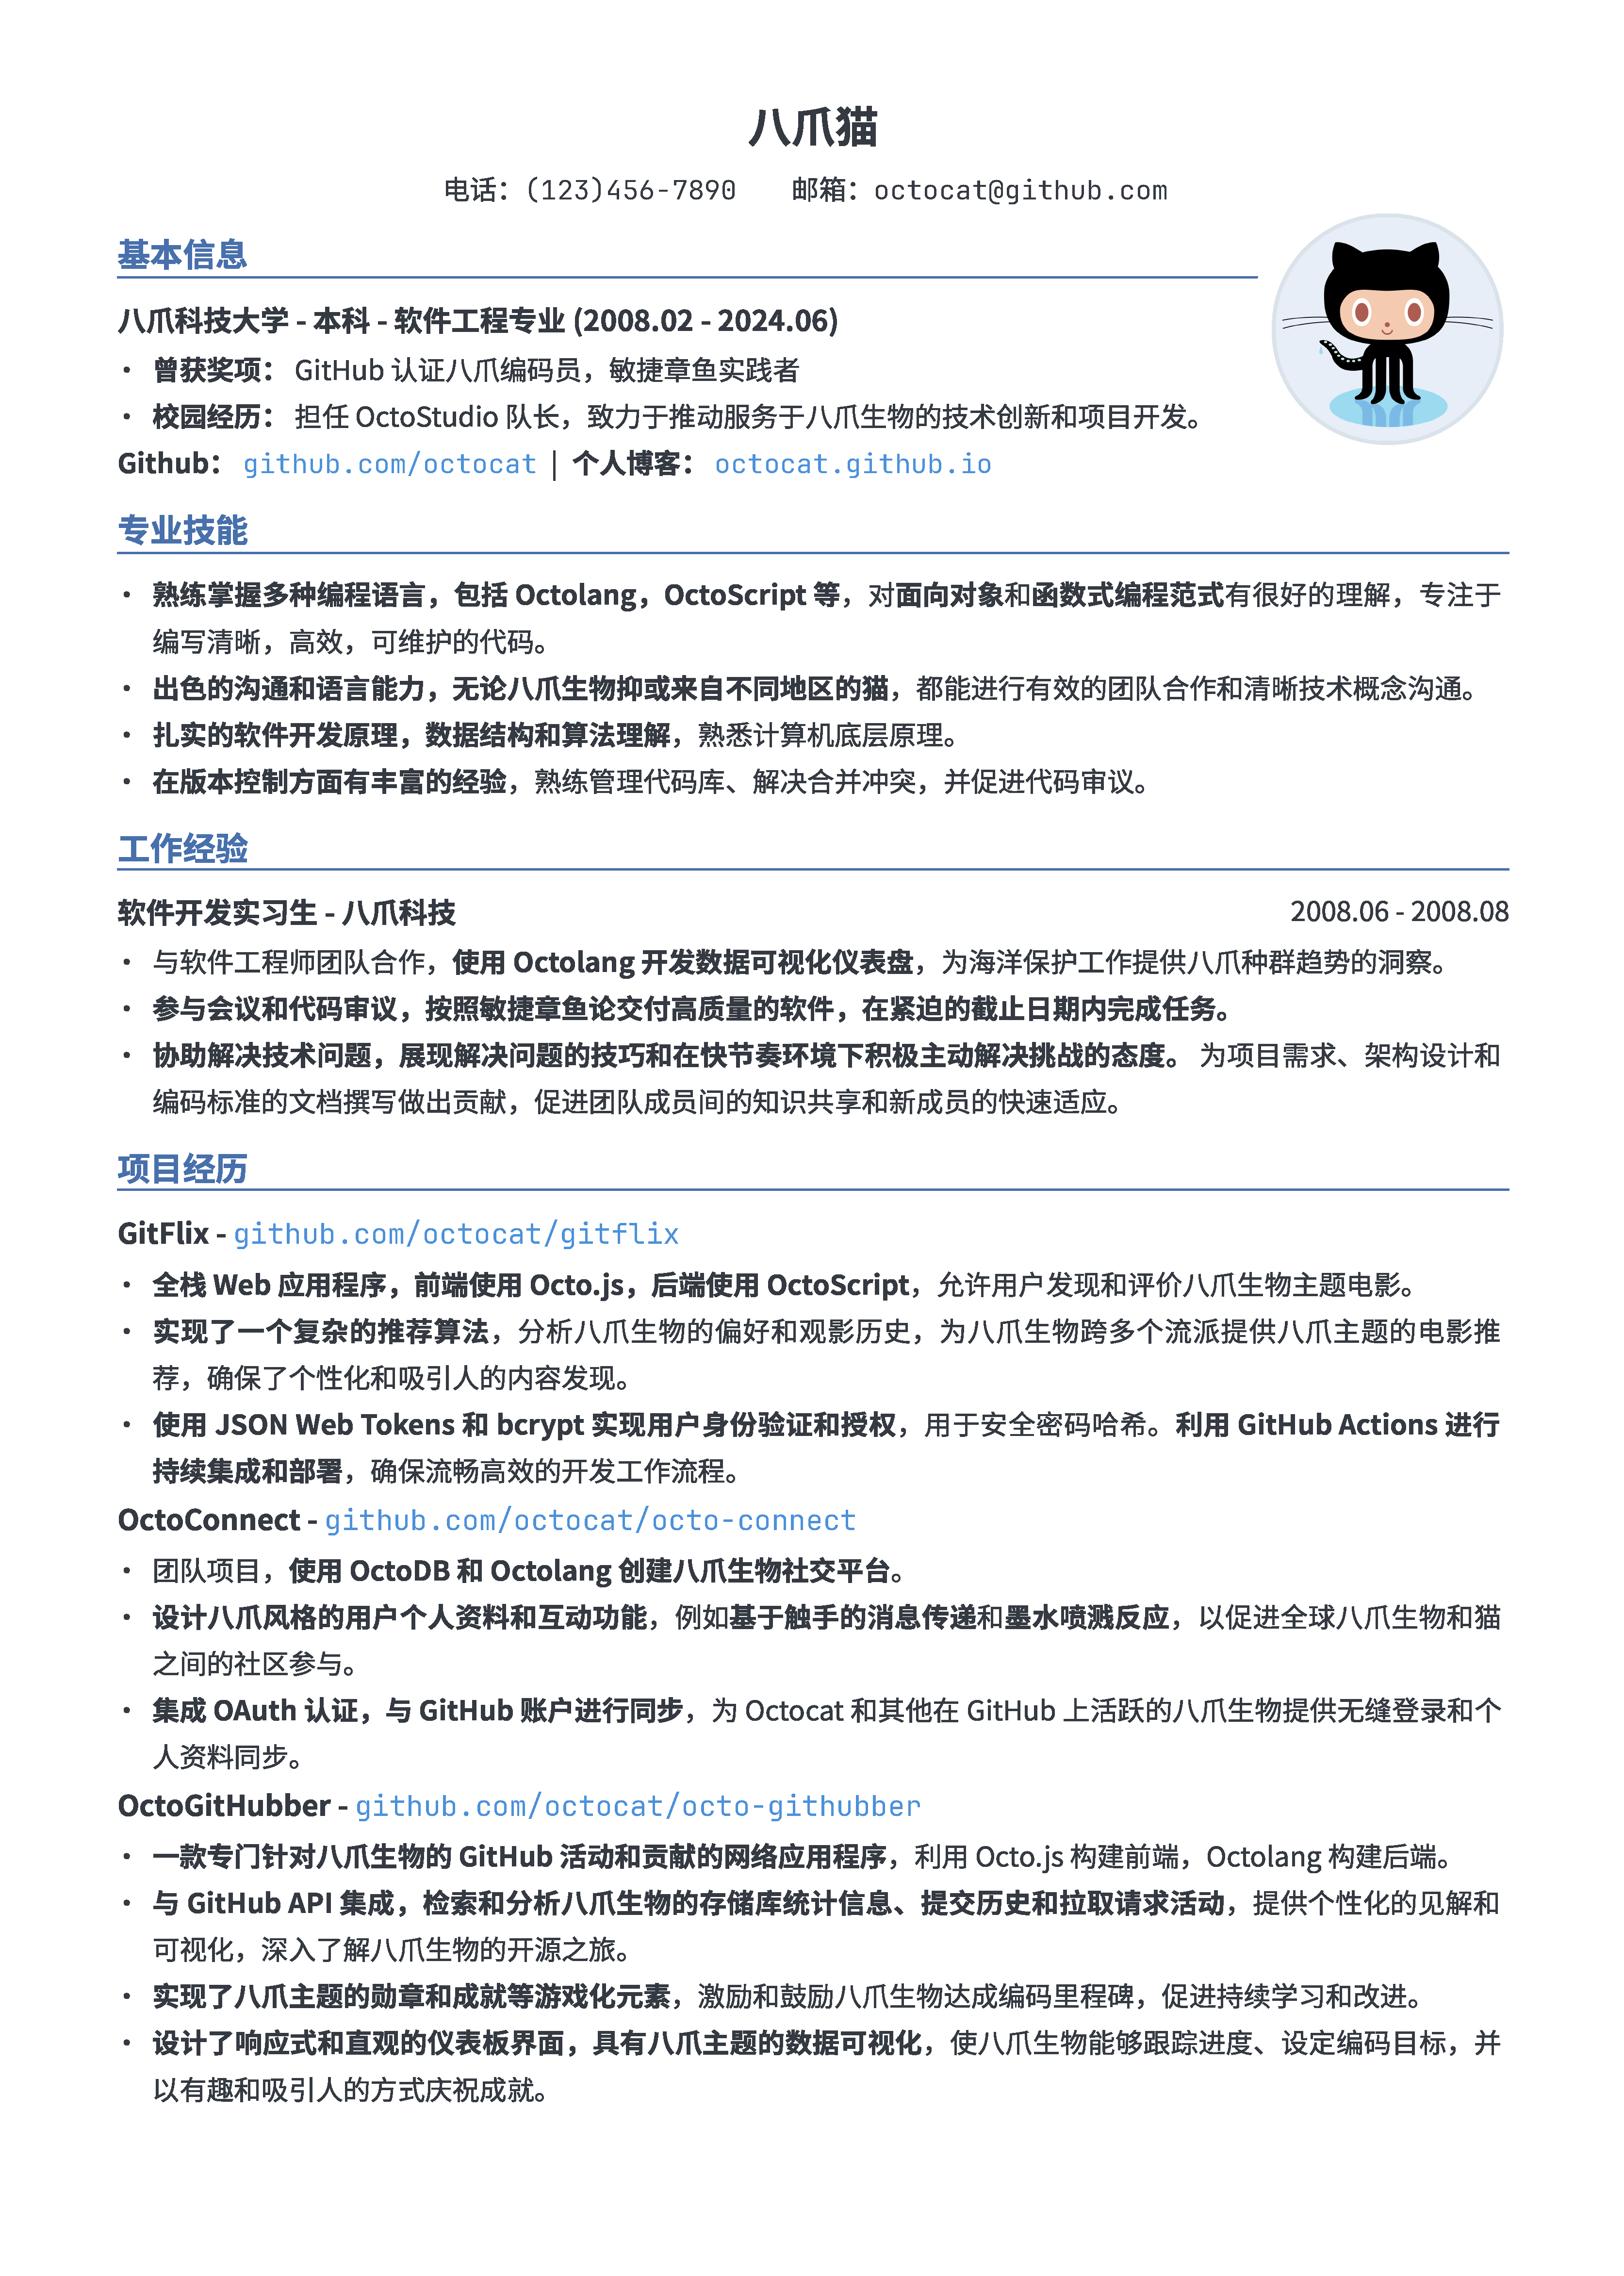 八爪猫
电话：(123)456-7890 邮箱：octocat@github.com
基本信息
八爪科技大学 - 本科 - 软件工程专业 (2008.02 - 2024.06)
• 曾获奖项： GitHub 认证八爪编码员，敏捷章鱼实践者
• 校园经历： 担任 OctoStudio 队长，致力于推动服务于八爪生物的技术创新和项目开发。
Github： github.com/octocat | 个人博客： octocat.github.io
专业技能
• 熟练掌握多种编程语言，包括 Octolang，OctoScript 等，对面向对象和函数式编程范式有很好的理解，专注于
编写清晰，高效，可维护的代码。
• 出色的沟通和语言能力，无论八爪生物抑或来自不同地区的猫，都能进行有效的团队合作和清晰技术概念沟通。
• 扎实的软件开发原理，数据结构和算法理解，熟悉计算机底层原理。
• 在版本控制方面有丰富的经验，熟练管理代码库、解决合并冲突，并促进代码审议。
工作经验
软件开发实习生 - 八爪科技 2008.06 - 2008.08
• 与软件工程师团队合作，使用 Octolang 开发数据可视化仪表盘，为海洋保护工作提供八爪种群趋势的洞察。
• 参与会议和代码审议，按照敏捷章鱼论交付高质量的软件，在紧迫的截止日期内完成任务。
• 协助解决技术问题，展现解决问题的技巧和在快节奏环境下积极主动解决挑战的态度。 为项目需求、架构设计和
编码标准的文档撰写做出贡献，促进团队成员间的知识共享和新成员的快速适应。
项目经历
GitFlix - github.com/octocat/gitflix
• 全栈 Web 应用程序，前端使用 Octo.js，后端使用 OctoScript，允许用户发现和评价八爪生物主题电影。
• 实现了一个复杂的推荐算法，分析八爪生物的偏好和观影历史，为八爪生物跨多个流派提供八爪主题的电影推
荐，确保了个性化和吸引人的内容发现。
• 使用 JSON Web Tokens 和 bcrypt 实现用户身份验证和授权，用于安全密码哈希。利用 GitHub Actions 进行
持续集成和部署，确保流畅高效的开发工作流程。
OctoConnect - github.com/octocat/octo-connect
• 团队项目，使用 OctoDB 和 Octolang 创建八爪生物社交平台。
• 设计八爪风格的用户个人资料和互动功能，例如基于触手的消息传递和墨水喷溅反应，以促进全球八爪生物和猫
之间的社区参与。
• 集成 OAuth 认证，与 GitHub 账户进行同步，为 Octocat 和其他在 GitHub 上活跃的八爪生物提供无缝登录和个
人资料同步。
OctoGitHubber - github.com/octocat/octo-githubber
• 一款专门针对八爪生物的 GitHub 活动和贡献的网络应用程序，利用 Octo.js 构建前端，Octolang 构建后端。
• 与 GitHub API 集成，检索和分析八爪生物的存储库统计信息、提交历史和拉取请求活动，提供个性化的见解和
可视化，深入了解八爪生物的开源之旅。
• 实现了八爪主题的勋章和成就等游戏化元素，激励和鼓励八爪生物达成编码里程碑，促进持续学习和改进。
• 设计了响应式和直观的仪表板界面，具有八爪主题的数据可视化，使八爪生物能够跟踪进度、设定编码目标，并
以有趣和吸引人的方式庆祝成就。